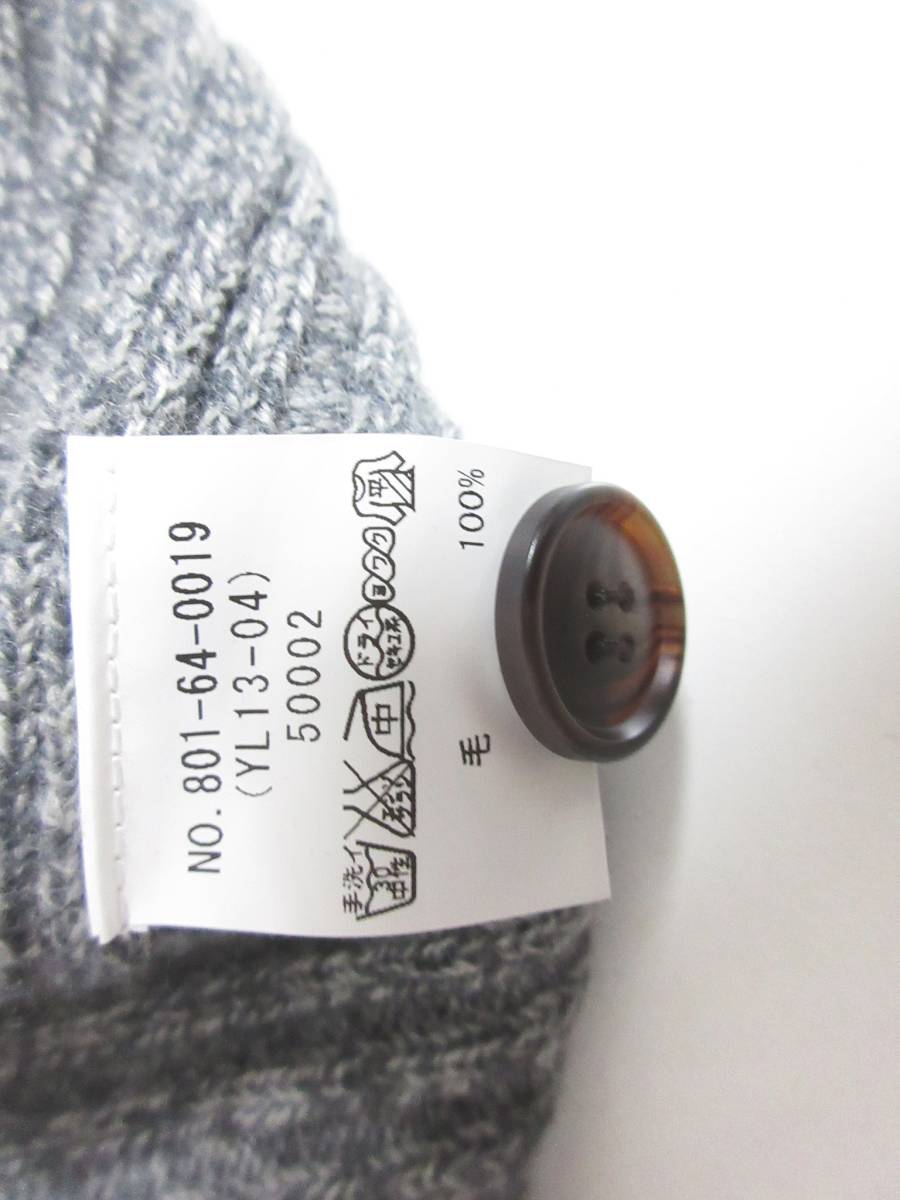 NO.801-64-0019
(YL13-04)
50002
手洗イ 30 中性 エンソサラシ 中 ドライ セキユ系 ヨワク 平
毛 100%